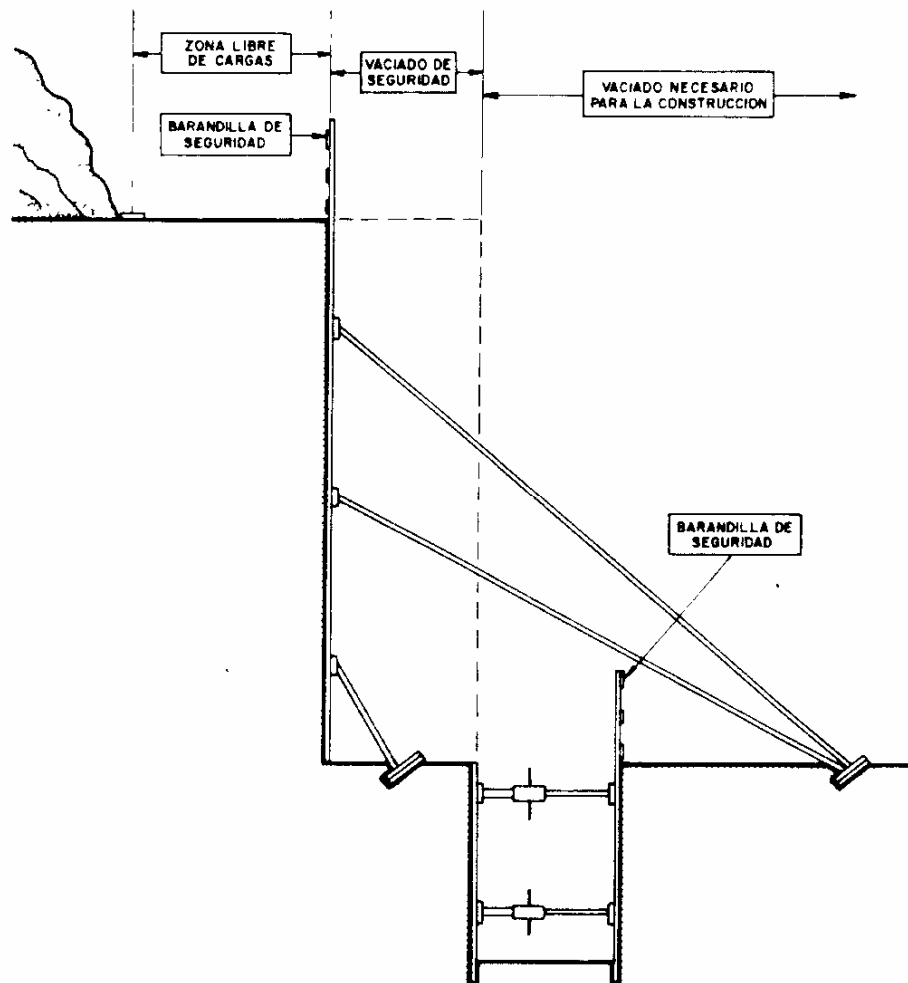 ZONA LIBRE
DE CARGAS
VACIADO DE
SEGURIDAD
VACIADO NECESARIO
PARA LA CONSTRUCCION
BARANDILLA DE
SEGURIDAD
BARANDILLA DE
SEGURIDAD